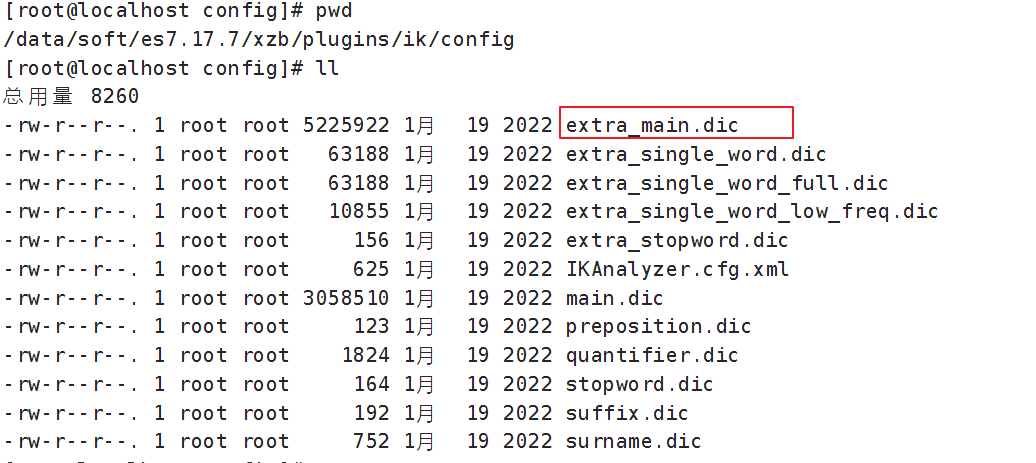 [root@localhost config]# pwd
/data/soft/es7.17.7/xzb/plugins/ik/config
[root@localhost config]# ll
总用量 8260
-rw-r--r--. 1 root root 5225922 1月  19 2022 extra_main.dic
-rw-r--r--. 1 root root   63188 1月  19 2022 extra_single_word.dic
-rw-r--r--. 1 root root   63188 1月  19 2022 extra_single_word_full.dic
-rw-r--r--. 1 root root   10855 1月  19 2022 extra_single_word_low_freq.dic
-rw-r--r--. 1 root root     156 1月  19 2022 extra_stopword.dic
-rw-r--r--. 1 root root     625 1月  19 2022 IKAnalyzer.cfg.xml
-rw-r--r--. 1 root root 3058510 1月  19 2022 main.dic
-rw-r--r--. 1 root root     123 1月  19 2022 preposition.dic
-rw-r--r--. 1 root root    1824 1月  19 2022 quantifier.dic
-rw-r--r--. 1 root root     164 1月  19 2022 stopword.dic
-rw-r--r--. 1 root root     192 1月  19 2022 suffix.dic
-rw-r--r--. 1 root root     752 1月  19 2022 surname.dic